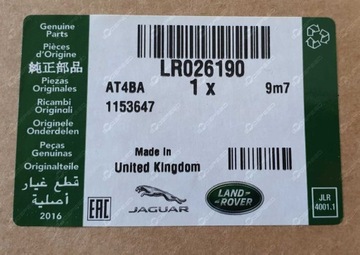 Genuine
Parts
Pièces
d'Origine
純正部品
Piezas
Originales
Ricambi
Originali
Originele
Onderdelen
Peças
Genuinas
Originalteile
قطع غيار
أصلية
2016
LR026190
AT4BA
1 x
9m7
1153647
Made in
United Kingdom
EAC
JAGUAR
LAND-
ROVER
JLR
4001.1